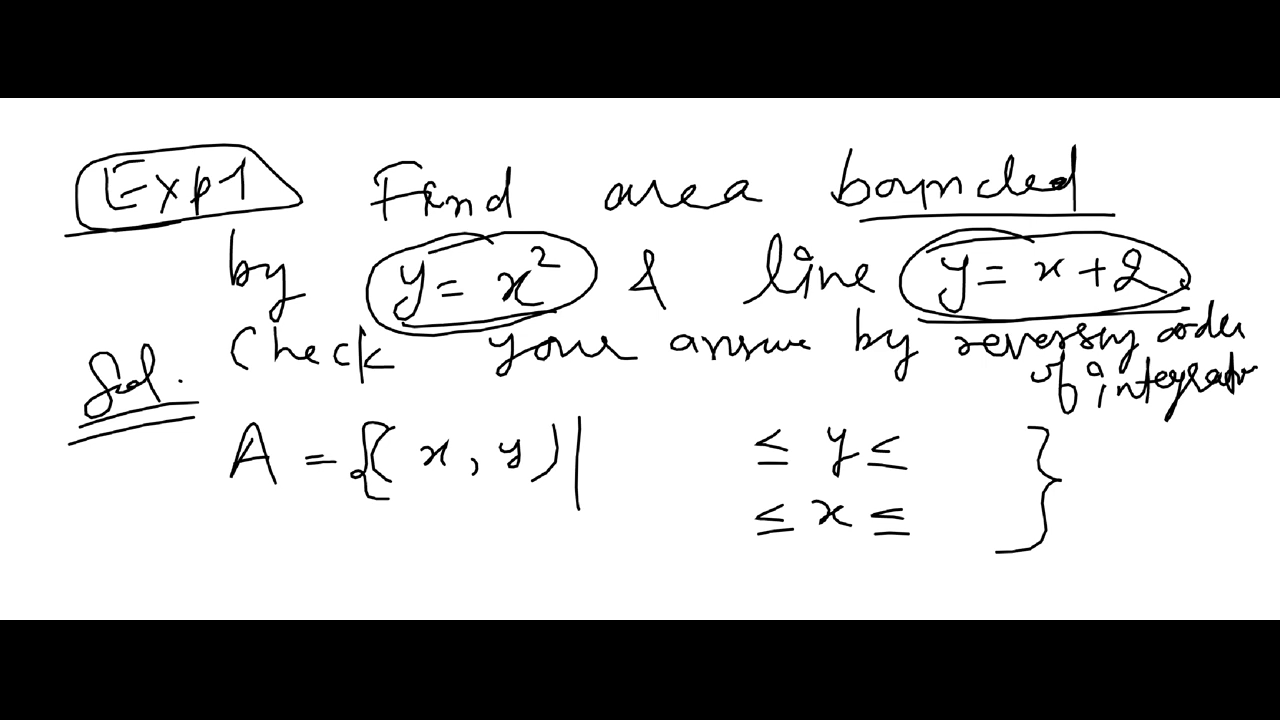 Exp1 Find area bounded
by y = x² & line y = x + 2.
Check your answer by reversing order
of integration
Sol.
A = {(x, y) | ≤ y ≤
≤ x ≤ }